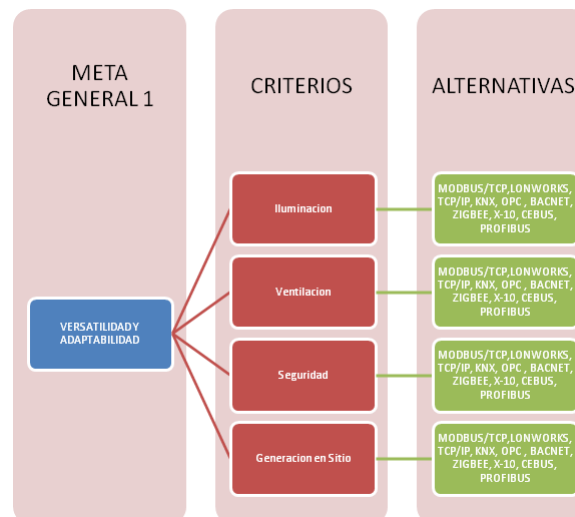 META
GENERAL 1
CRITERIOS
ALTERNATIVAS
VERSATILIDAD Y
ADAPTABILIDAD
Iluminacion
MODBUS/TCP,LONWORKS,
TCP/IP, KNX, OPC , BACNET,
ZIGBEE, X-10, CEBUS,
PROFIBUS
Ventilacion
MODBUS/TCP,LONWORKS,
TCP/IP, KNX, OPC , BACNET,
ZIGBEE, X-10, CEBUS,
PROFIBUS
Seguridad
MODBUS/TCP,LONWORKS,
TCP/IP, KNX, OPC , BACNET,
ZIGBEE, X-10, CEBUS,
PROFIBUS
Generacion en Sitio
MODBUS/TCP,LONWORKS,
TCP/IP, KNX, OPC , BACNET,
ZIGBEE, X-10, CEBUS,
PROFIBUS